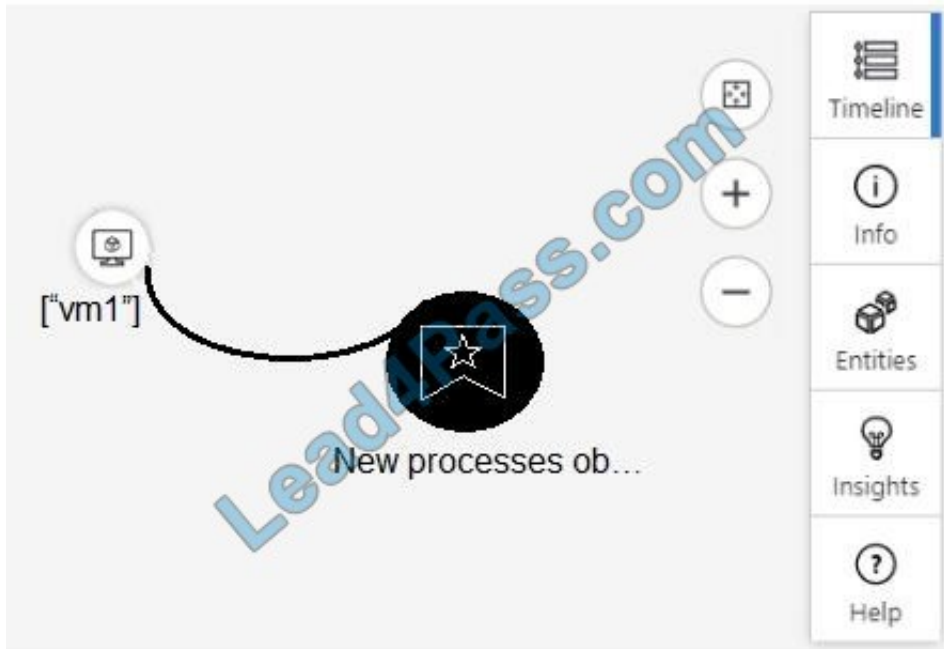 Timeline
Info
["vm1"]
Entities
New processes ob...
Insights
Help
Lead4Pass.com